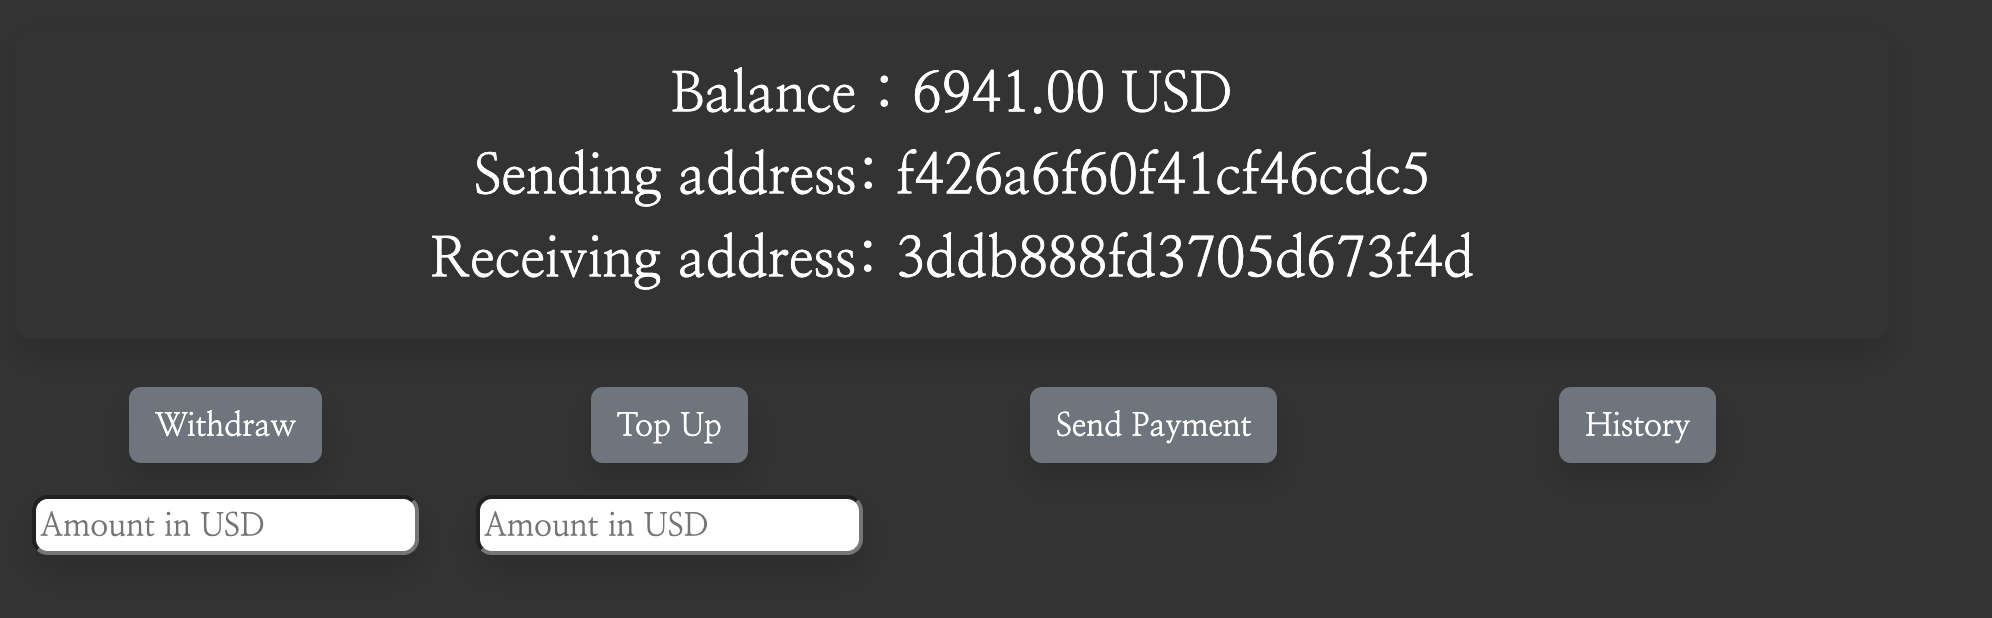 Balance : 6941.00 USD
Sending address: f426a6f60f41cf46cdc5
Receiving address: 3ddb888fd3705d673f4d
Withdraw
Top Up
Send Payment
History
Amount in USD
Amount in USD